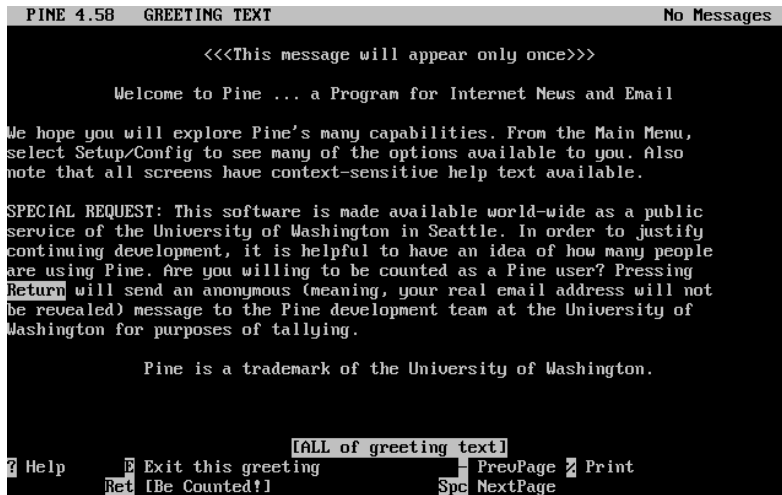 PINE 4.58 GREETING TEXT No Messages
<<<This message will appear only once>>>
Welcome to Pine ... a Program for Internet News and Email
We hope you will explore Pine's many capabilities. From the Main Menu,
select Setup/Config to see many of the options available to you. Also
note that all screens have context-sensitive help text available.
SPECIAL REQUEST: This software is made available world-wide as a public
service of the University of Washington in Seattle. In order to justify
continuing development, it is helpful to have an idea of how many people
are using Pine. Are you willing to be counted as a Pine user? Pressing
Return will send an anonymous (meaning, your real email address will not
be revealed) message to the Pine development team at the University of
Washington for purposes of tallying.
Pine is a trademark of the University of Washington.
[ALL of greeting text]
? Help E Exit this greeting - PrevPage % Print
Ret [Be Counted!] Spc NextPage